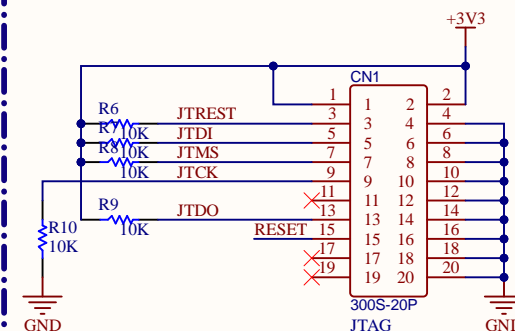 +3V3
CN1
1 1 2 2
R6 10K JTREST 3 3 4 4
R7 10K JTDI 5 5 6 6
R8 10K JTMS 7 7 8 8
JTCK 9 9 10 10
11 11 12 12
R9 10K JTDO 13 13 14 14
RESET 15 15 16 16
R10
10K
17 17 18 18
19 19 20 20
300S-20P
GND JTAG GND